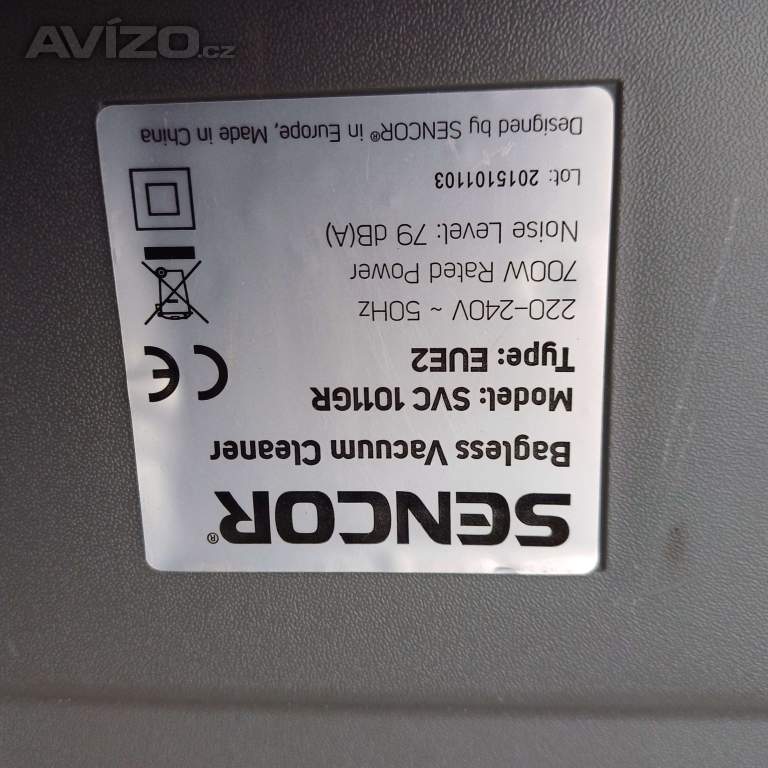 AVÍZO.cz
SENCOR®
Bagless Vacuum Cleaner
Model: SVC 1011GR
Type: EUE2
220-240V ~ 50Hz
700W Rated Power
Noise Level: 79 dB(A)
Lot: 2015101103
Designed by SENCOR® in Europe, Made in China
CE